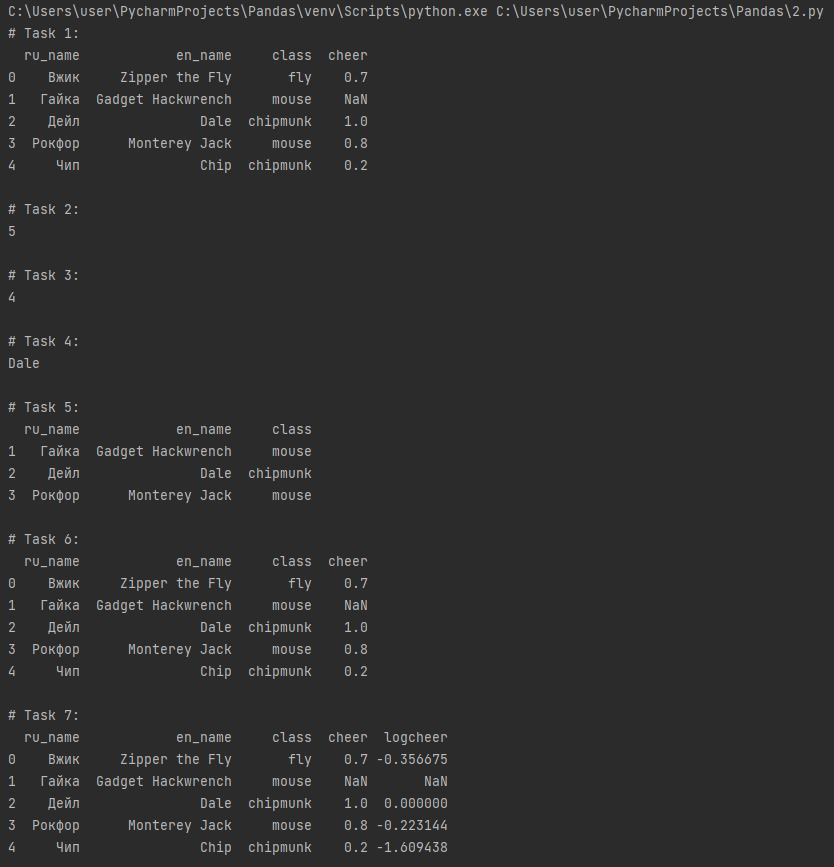 C:\Users\user\PycharmProjects\Pandas\venv\Scripts\python.exe C:\Users\user\PycharmProjects\Pandas\2.py
# Task 1:
ru_name en_name class cheer
0 Вжик Zipper the Fly fly 0.7
1 Гайка Gadget Hackwrench mouse NaN
2 Дейл Dale chipmunk 1.0
3 Рокфор Monterey Jack mouse 0.8
4 Чип Chip chipmunk 0.2
# Task 2:
5
# Task 3:
4
# Task 4:
Dale
# Task 5:
ru_name en_name class
1 Гайка Gadget Hackwrench mouse
2 Дейл Dale chipmunk
3 Рокфор Monterey Jack mouse
# Task 6:
ru_name en_name class cheer
0 Вжик Zipper the Fly fly 0.7
1 Гайка Gadget Hackwrench mouse NaN
2 Дейл Dale chipmunk 1.0
3 Рокфор Monterey Jack mouse 0.8
4 Чип Chip chipmunk 0.2
# Task 7:
ru_name en_name class cheer logcheer
0 Вжик Zipper the Fly fly 0.7 -0.356675
1 Гайка Gadget Hackwrench mouse NaN NaN
2 Дейл Dale chipmunk 1.0 0.000000
3 Рокфор Monterey Jack mouse 0.8 -0.223144
4 Чип Chip chipmunk 0.2 -1.609438